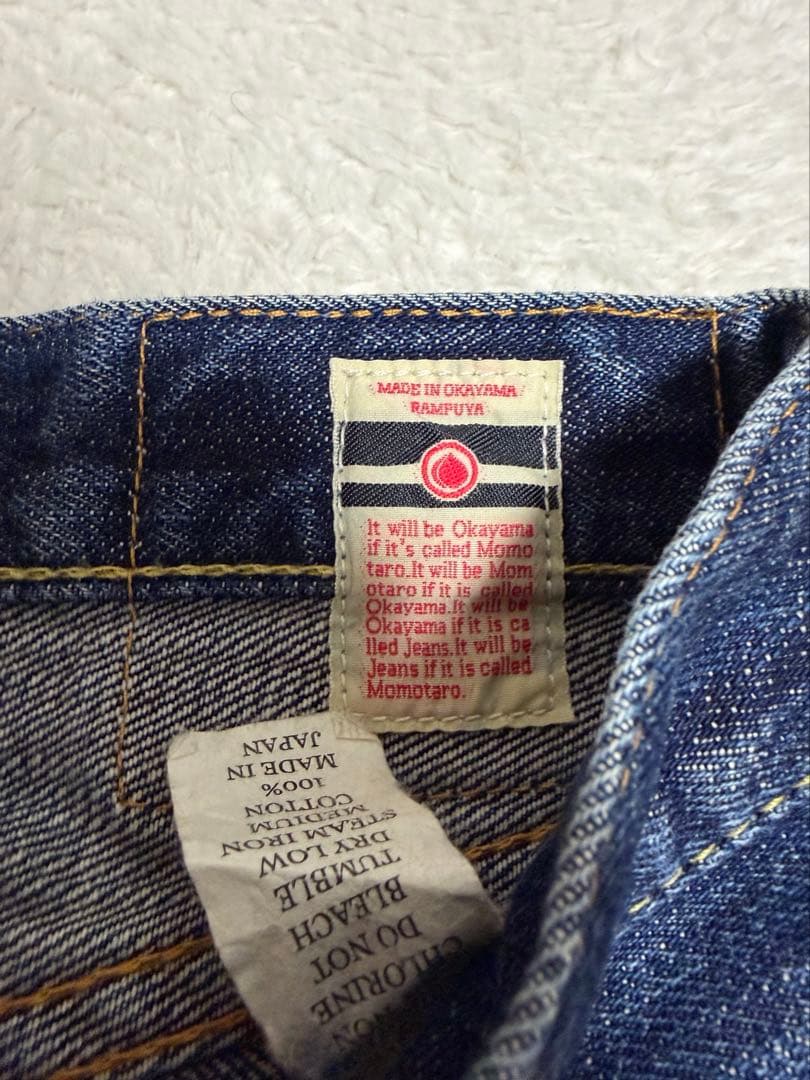 MADE IN OKAYAMA
RAMPUYA
It will be Okayama
if it's called Momo
taro.It will be Mom
otaro if it is called
Okayama.It will be
Okayama if it is ca
lled Jeans.It will be
Jeans if it is called
Momotaro.
NON
CHLORINE
DO NOT
BLEACH
TUMBLE
DRY LOW
STEAM IRON
MEDIUM
COTTON
100%
MADE IN
JAPAN